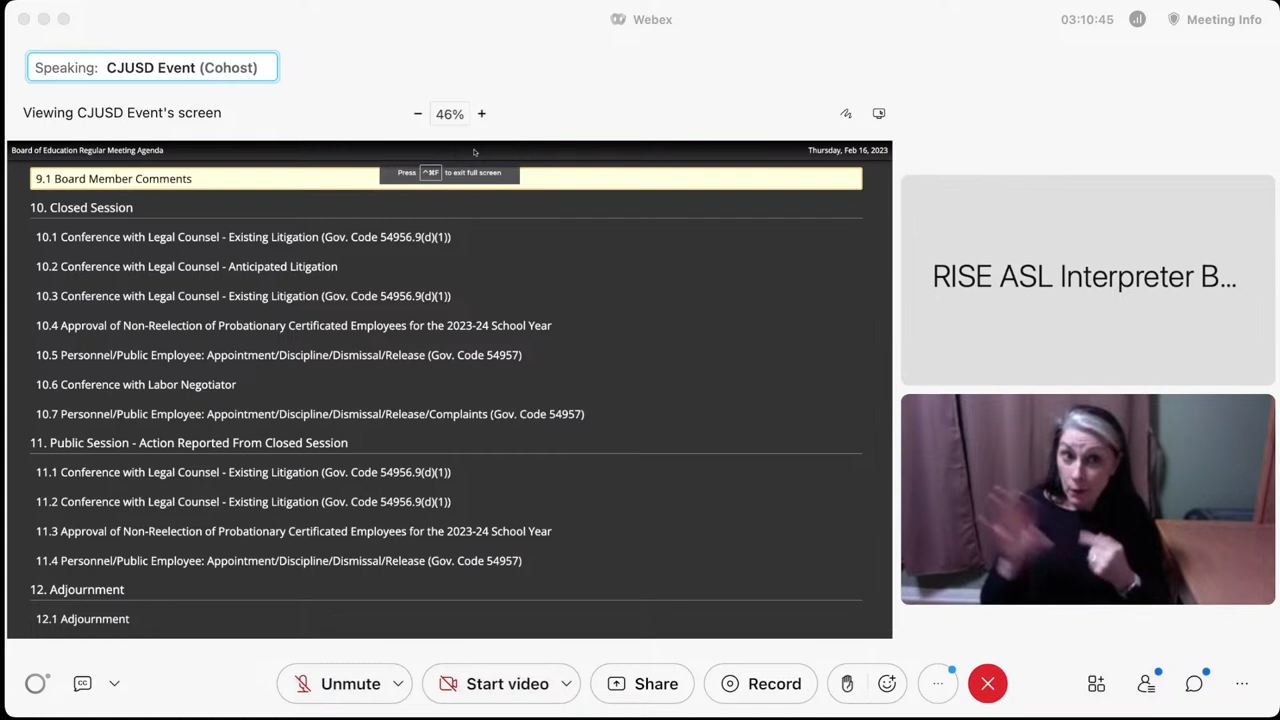 Webex
03:10:45
Meeting Info
Speaking: CJUSD Event (Cohost)
Viewing CJUSD Event's screen
− 46% +
Board of Education Regular Meeting Agenda
Thursday, Feb 16, 2023
9.1 Board Member Comments
Press ^⌘F to exit full screen
10. Closed Session
10.1 Conference with Legal Counsel - Existing Litigation (Gov. Code 54956.9(d)(1))
10.2 Conference with Legal Counsel - Anticipated Litigation
10.3 Conference with Legal Counsel - Existing Litigation (Gov. Code 54956.9(d)(1))
10.4 Approval of Non-Reelection of Probationary Certificated Employees for the 2023-24 School Year
10.5 Personnel/Public Employee: Appointment/Discipline/Dismissal/Release (Gov. Code 54957)
10.6 Conference with Labor Negotiator
10.7 Personnel/Public Employee: Appointment/Discipline/Dismissal/Release/Complaints (Gov. Code 54957)
11. Public Session - Action Reported From Closed Session
11.1 Conference with Legal Counsel - Existing Litigation (Gov. Code 54956.9(d)(1))
11.2 Conference with Legal Counsel - Existing Litigation (Gov. Code 54956.9(d)(1))
11.3 Approval of Non-Reelection of Probationary Certificated Employees for the 2023-24 School Year
11.4 Personnel/Public Employee: Appointment/Discipline/Dismissal/Release (Gov. Code 54957)
12. Adjournment
12.1 Adjournment
RISE ASL Interpreter B...
CC
Unmute
Start video
Share
Record